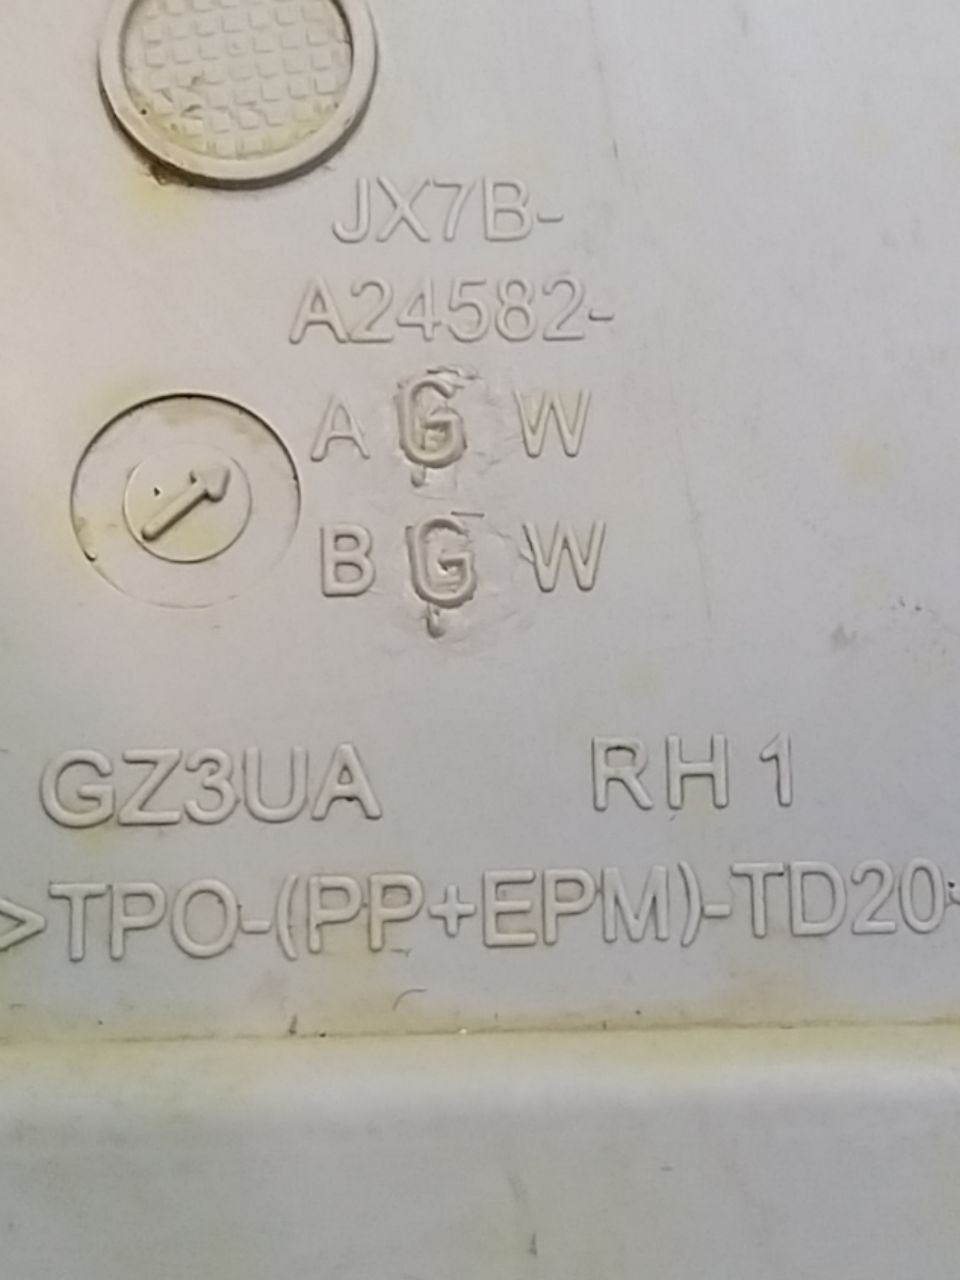 JX7B-
A24582-
A G W
B G W
GZ3UA RH 1
>TPO-(PP+EPM)-TD20